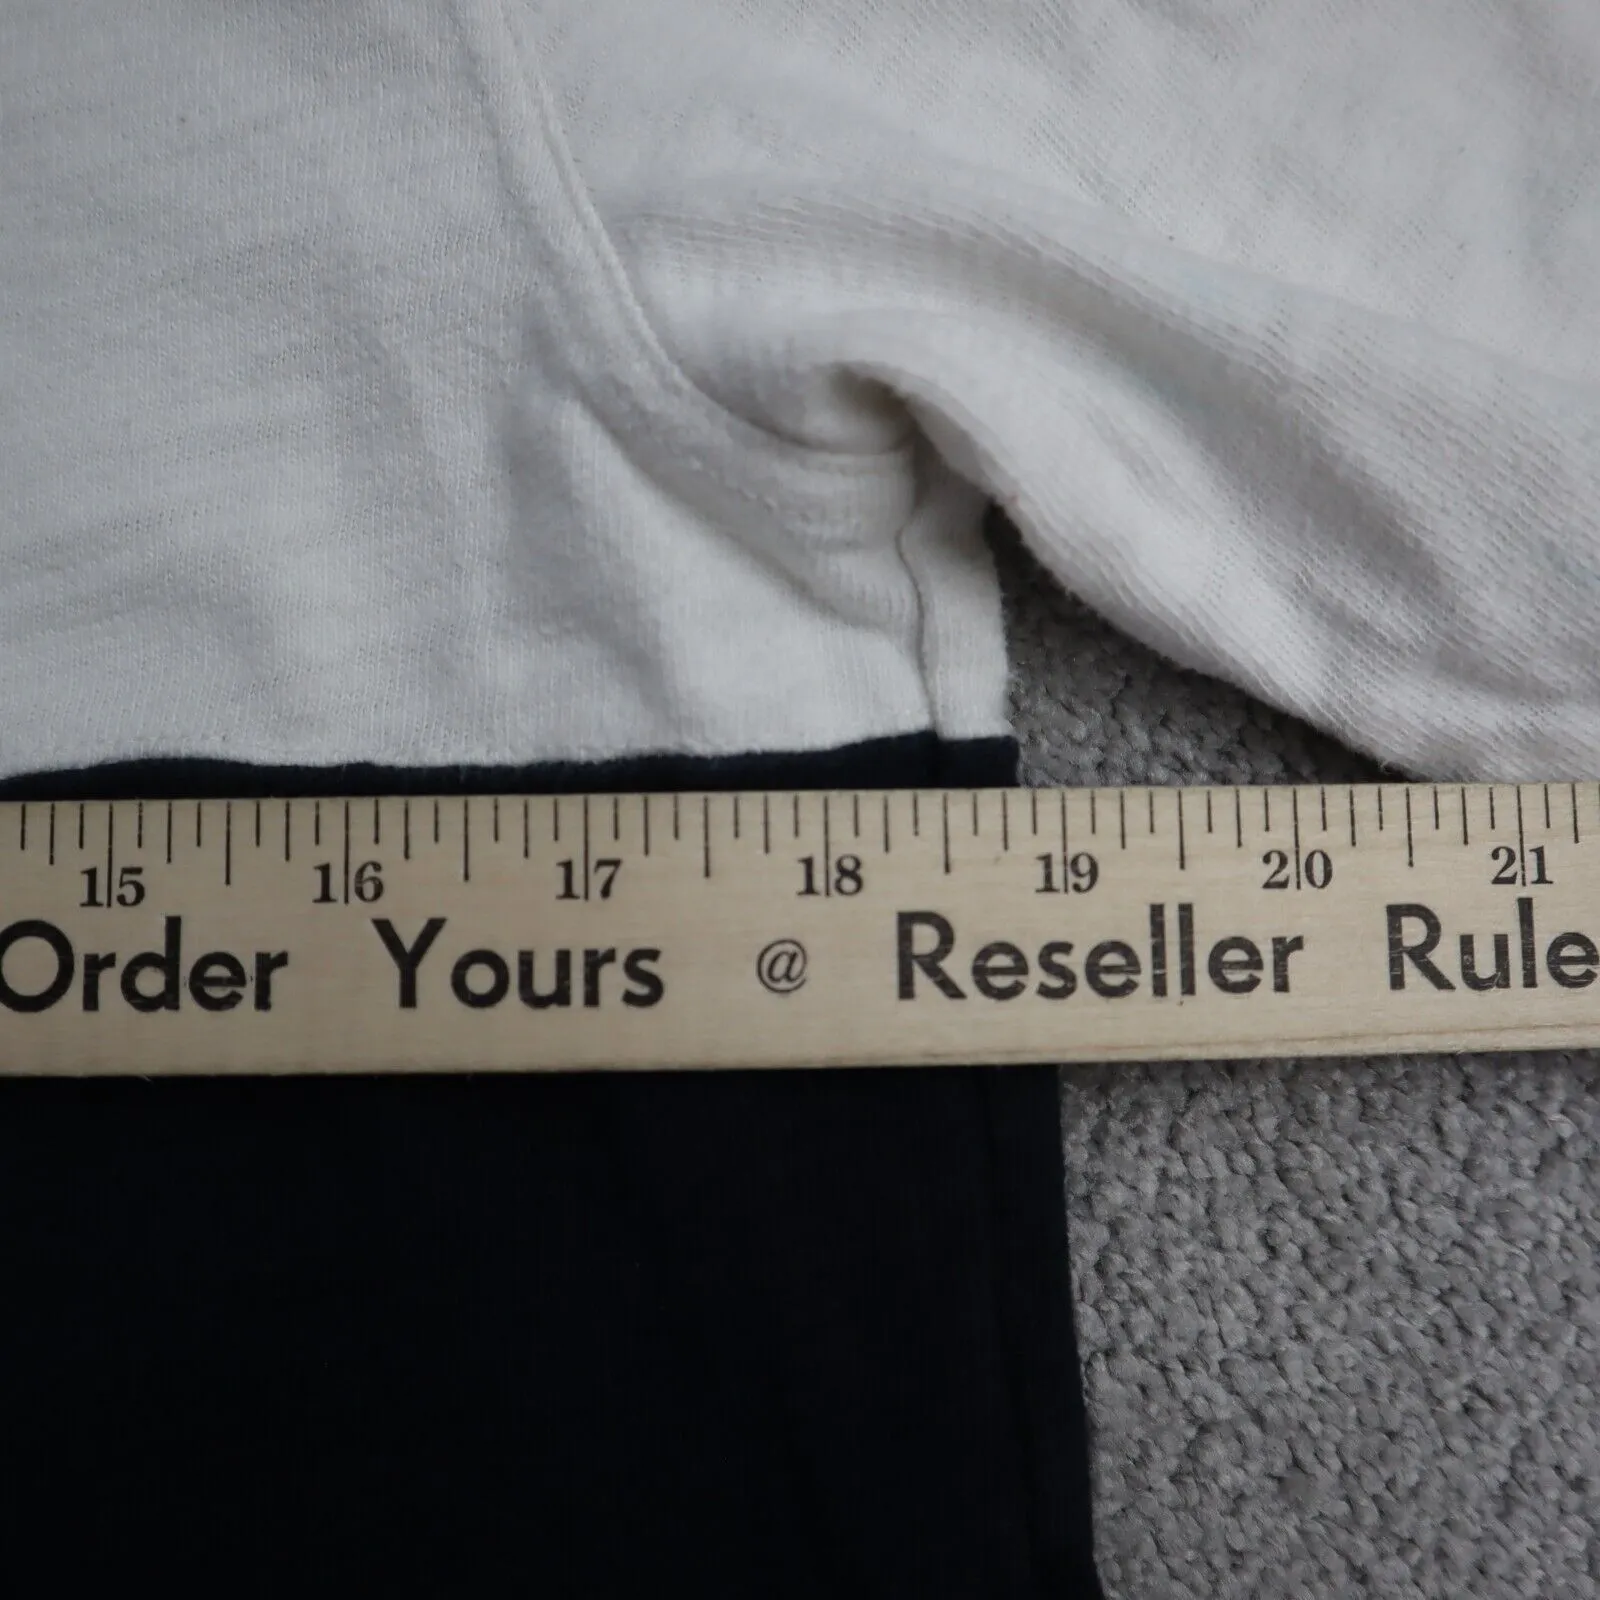 15 16 17 18 19 20 21
Order Yours @ Reseller Rule